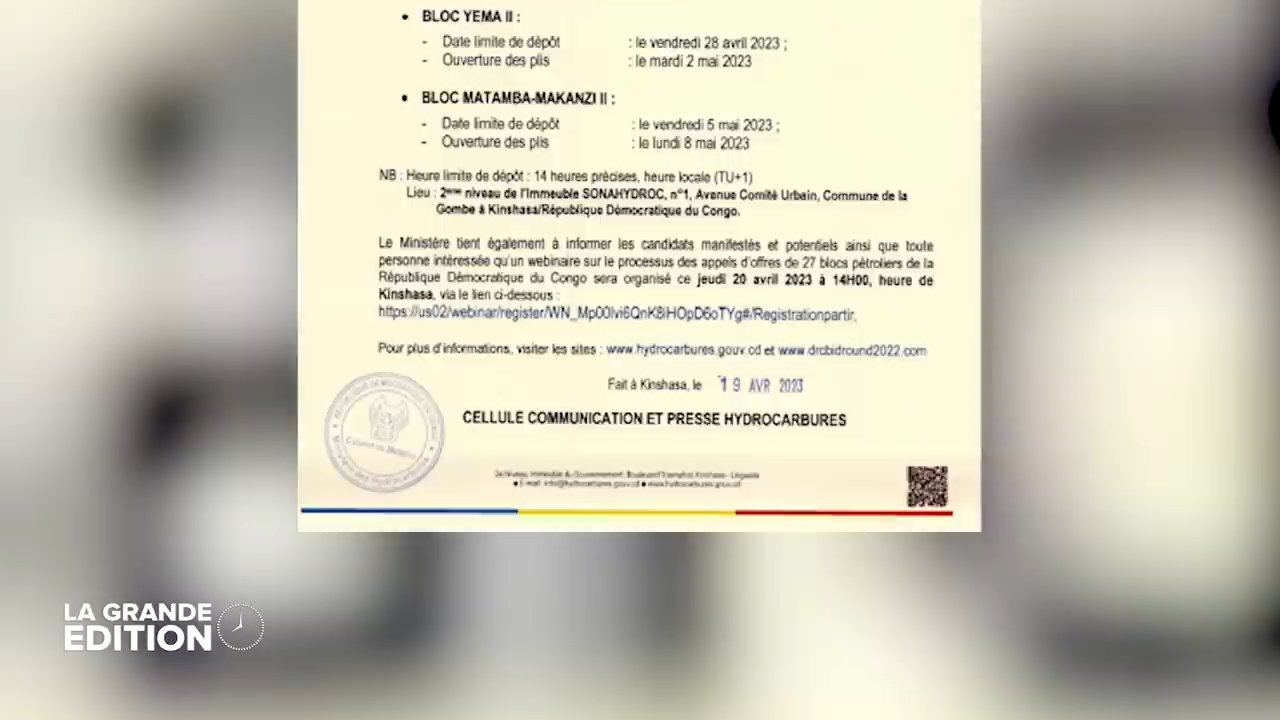 • BLOC YEMA II :
- Date limite de dépôt : le vendredi 28 avril 2023 ;
- Ouverture des plis : le mardi 2 mai 2023
• BLOC MATAMBA-MAKANZI II :
- Date limite de dépôt : le vendredi 5 mai 2023 ;
- Ouverture des plis : le lundi 8 mai 2023
NB : Heure limite de dépôt : 14 heures précises, heure locale (TU+1)
Lieu : 2ème niveau de l'Immeuble SONAHYDROC, n°1, Avenue Comité Urbain, Commune de la
Gombe à Kinshasa/République Démocratique du Congo.
Le Ministère tient également à informer les candidats manifestés et potentiels ainsi que toute
personne intéressée qu'un webinaire sur le processus des appels d'offres de 27 blocs pétroliers de la
République Démocratique du Congo sera organisé ce jeudi 20 avril 2023 à 14H00, heure de
Kinshasa, via le lien ci-dessous :
https://us02/webinar/register/WN_Mp00lvi6QnK8iHOpD6oTYg#/Registrationpartir.
Pour plus d'informations, visiter les sites : www.hydrocarbures.gouv.cd et www.drcbidround2022.com
Fait à Kinshasa, le 19 AVR 2023
CELLULE COMMUNICATION ET PRESSE HYDROCARBURES
LA GRANDE
EDITION